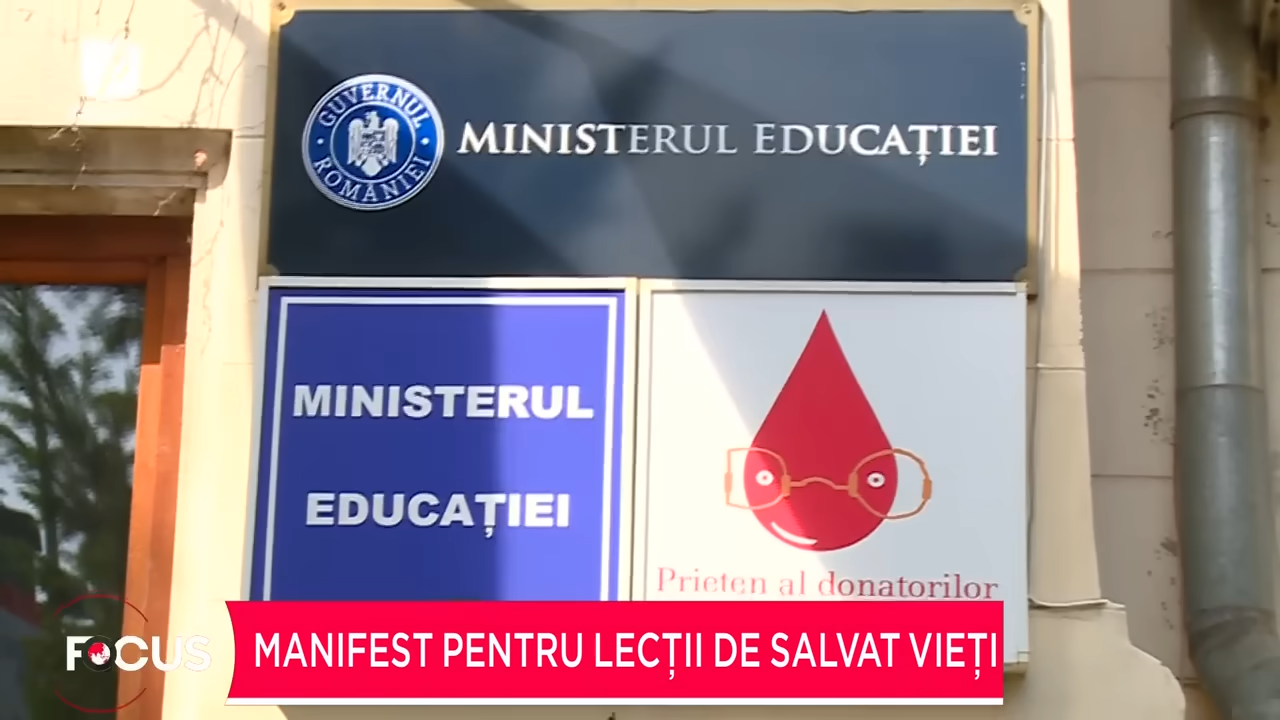 GUVERNUL ROMÂNIEI
MINISTERUL EDUCAȚIEI
MINISTERUL
EDUCAȚIEI
Prieten al donatorilor
FOCUS
MANIFEST PENTRU LECȚII DE SALVAT VIEȚI